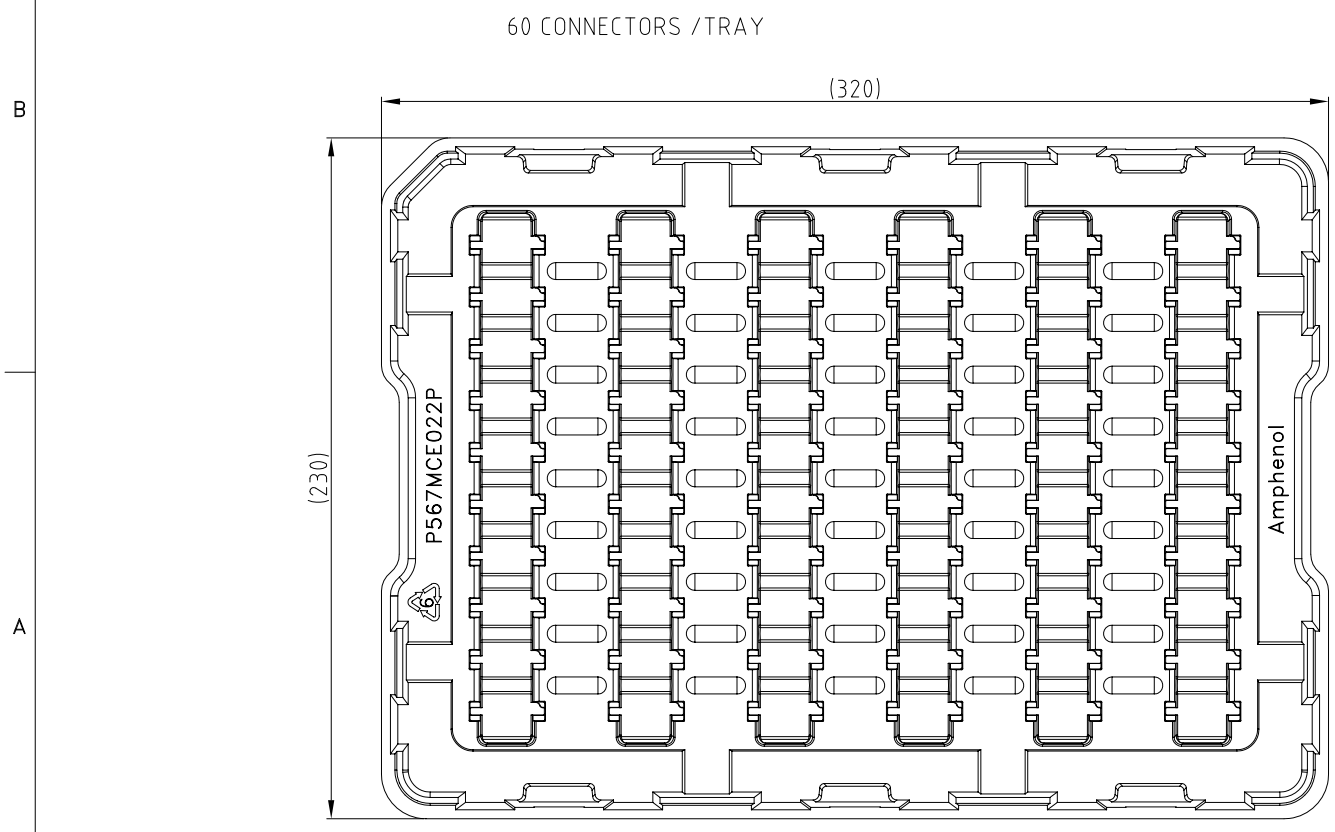 60 CONNECTORS /TRAY
(320)
B
(230)
P567MCE022P
Amphenol
6
A